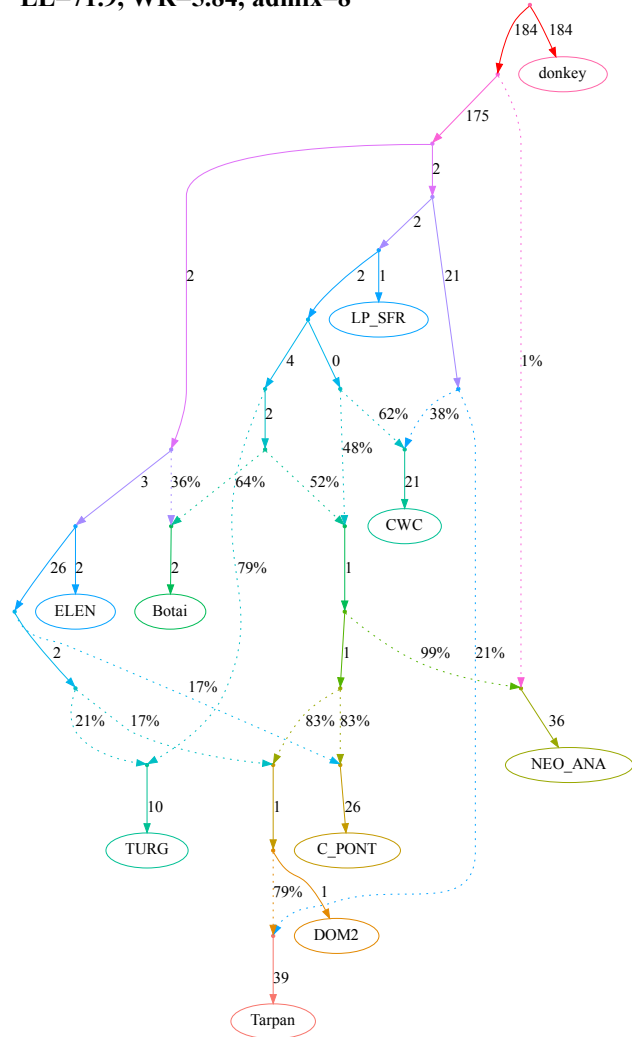 LL=71.9, WR=3.84, admix=8
184 184
donkey
175
2
2
2 1 21
2
LP_SFR
4 0 1%
2 62% 38%
48%
3 36% 64% 52% 21
CWC
26 2 2 79% 1
ELEN Botai
2 17% 1 99% 21%
21% 17% 83% 83% 36
NEO_ANA
10 1 26
TURG C_PONT
79% 1
DOM2
39
Tarpan